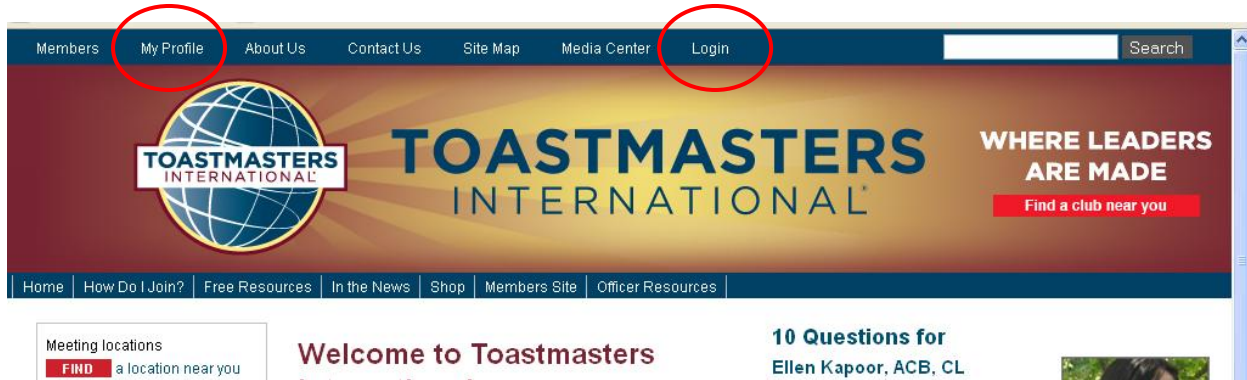 Members My Profile About Us Contact Us Site Map Media Center Login Search
TOASTMASTERS
INTERNATIONAL
TOASTMASTERS
INTERNATIONAL
WHERE LEADERS
ARE MADE
Find a club near you
Home How Do I Join? Free Resources In the News Shop Members Site Officer Resources
Meeting locations
FIND a location near you
Welcome to Toastmasters
10 Questions for
Ellen Kapoor, ACB, CL